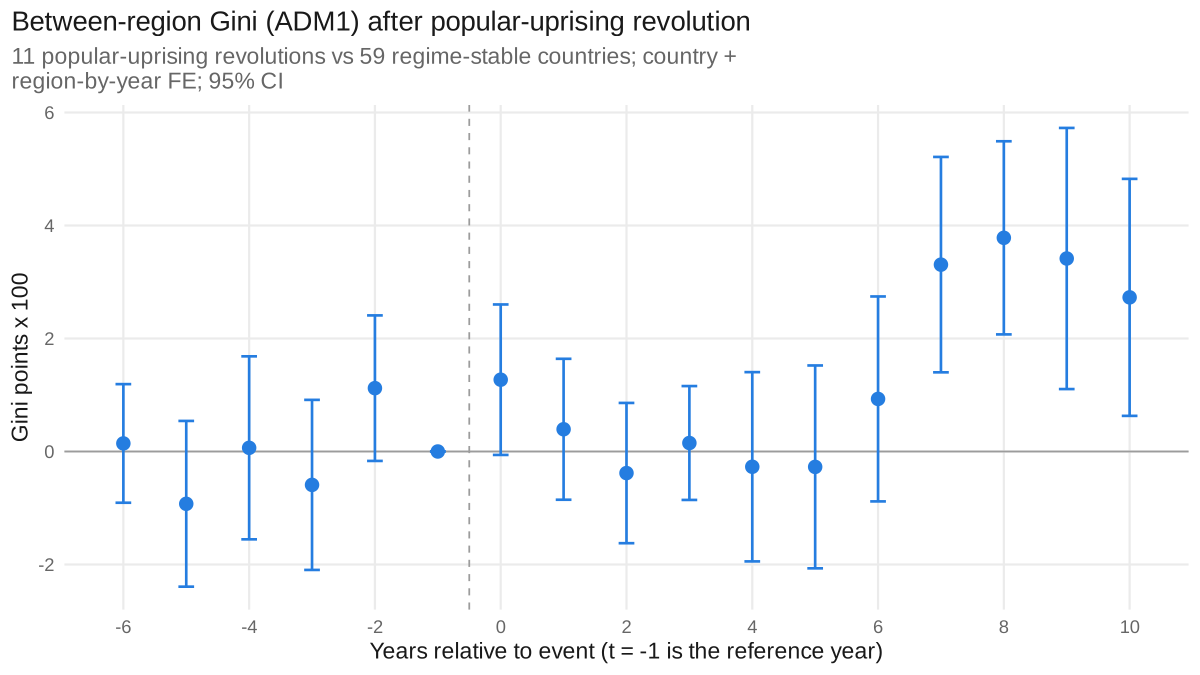 Between-region Gini (ADM1) after popular-uprising revolution
11 popular-uprising revolutions vs 59 regime-stable countries; country +
region-by-year FE; 95% CI
Gini points x 100
6
4
2
0
-2
-6 -4 -2 0 2 4 6 8 10
Years relative to event (t = -1 is the reference year)